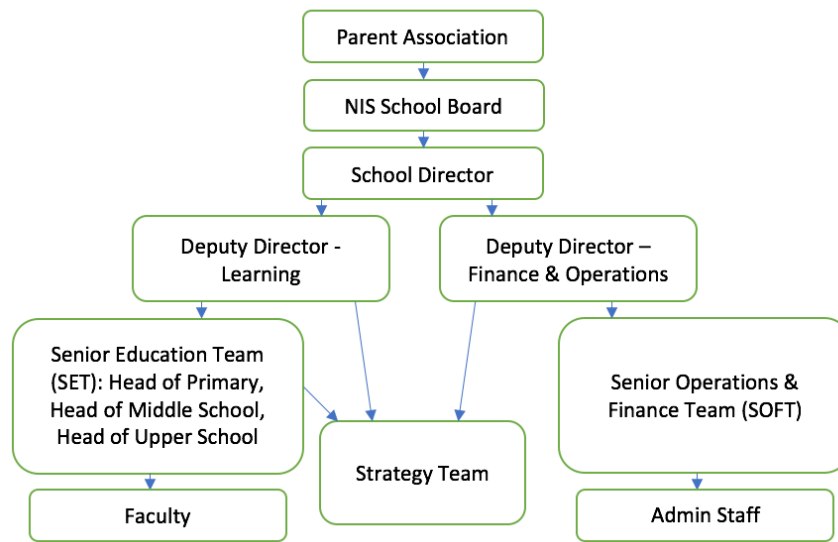 Parent Association
NIS School Board
School Director
Deputy Director -
Learning
Deputy Director –
Finance & Operations
Senior Education Team
(SET): Head of Primary,
Head of Middle School,
Head of Upper School
Strategy Team
Senior Operations &
Finance Team (SOFT)
Faculty
Admin Staff